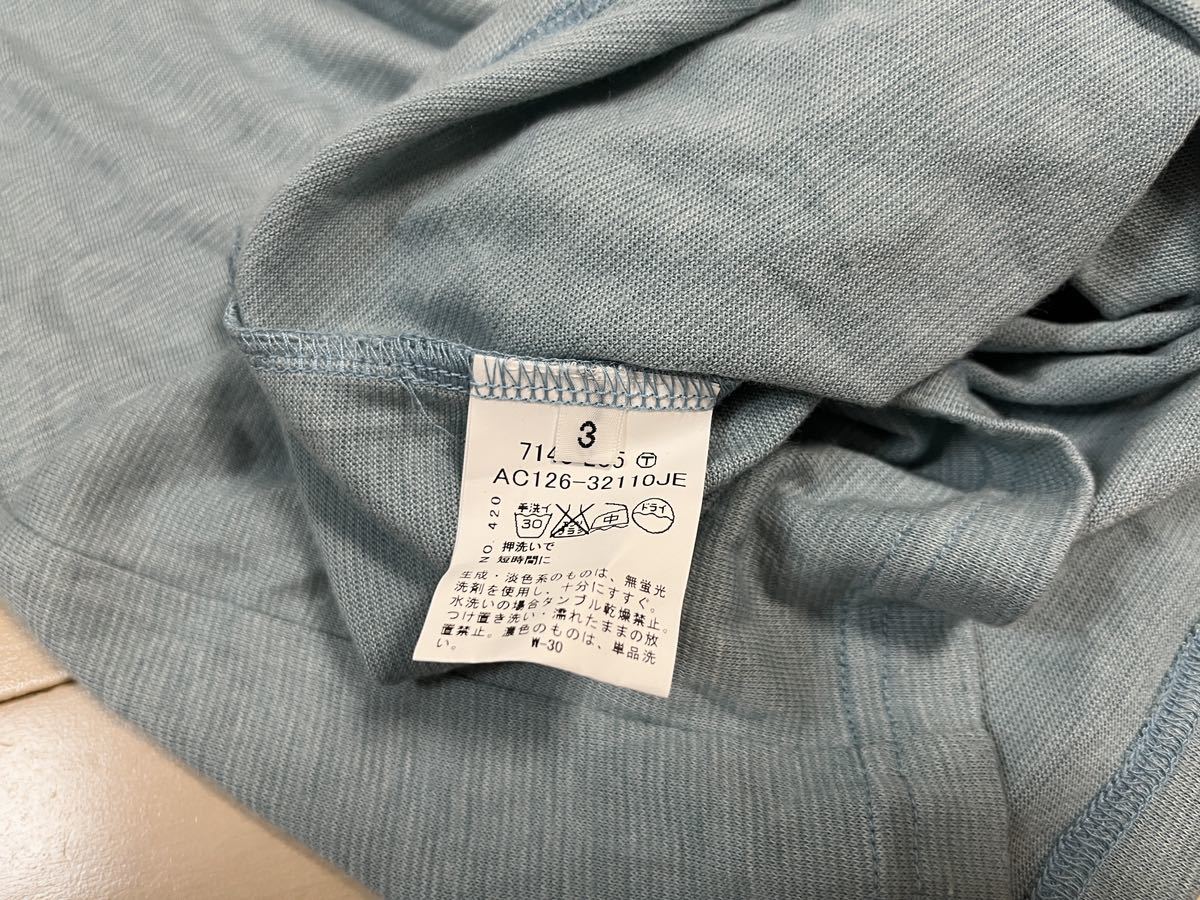 3
Ⓣ
AC126-32110JE
NO. 420
手洗イ 30 中 ドライ
押洗いで
短時間に
生成・淡色系のものは、無蛍光
洗剤を使用し、十分にすすぐ。
水洗いの場合タンブル乾燥禁止。
つけ置き洗い・濡れたままの放
置禁止。濃色のものは、単品洗
い。
W-30